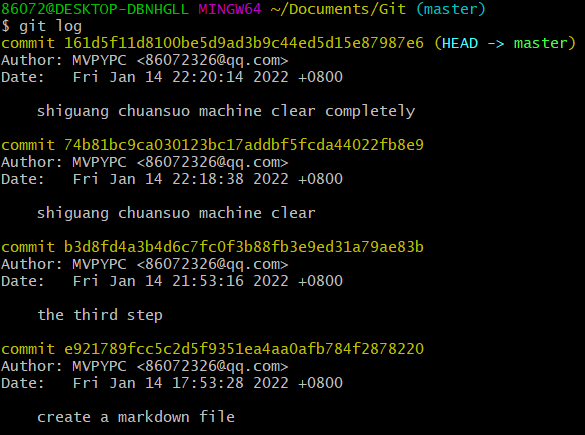 86072@DESKTOP-DBNHGLL MINGW64 ~/Documents/Git (master)
$ git log
commit 161d5f11d8100be5d9ad3b9c44ed5d15e87987e6 (HEAD -> master)
Author: MVPYPC <86072326@qq.com>
Date:   Fri Jan 14 22:20:14 2022 +0800
    shiguang chuansuo machine clear completely
commit 74b81bc9ca030123bc17addbf5fcda44022fb8e9
Author: MVPYPC <86072326@qq.com>
Date:   Fri Jan 14 22:18:38 2022 +0800
    shiguang chuansuo machine clear
commit b3d8fd4a3b4d6c7fc0f3b88fb3e9ed31a79ae83b
Author: MVPYPC <86072326@qq.com>
Date:   Fri Jan 14 21:53:16 2022 +0800
    the third step
commit e921789fcc5c2d5f9351ea4aa0afb784f2878220
Author: MVPYPC <86072326@qq.com>
Date:   Fri Jan 14 17:53:28 2022 +0800
    create a markdown file